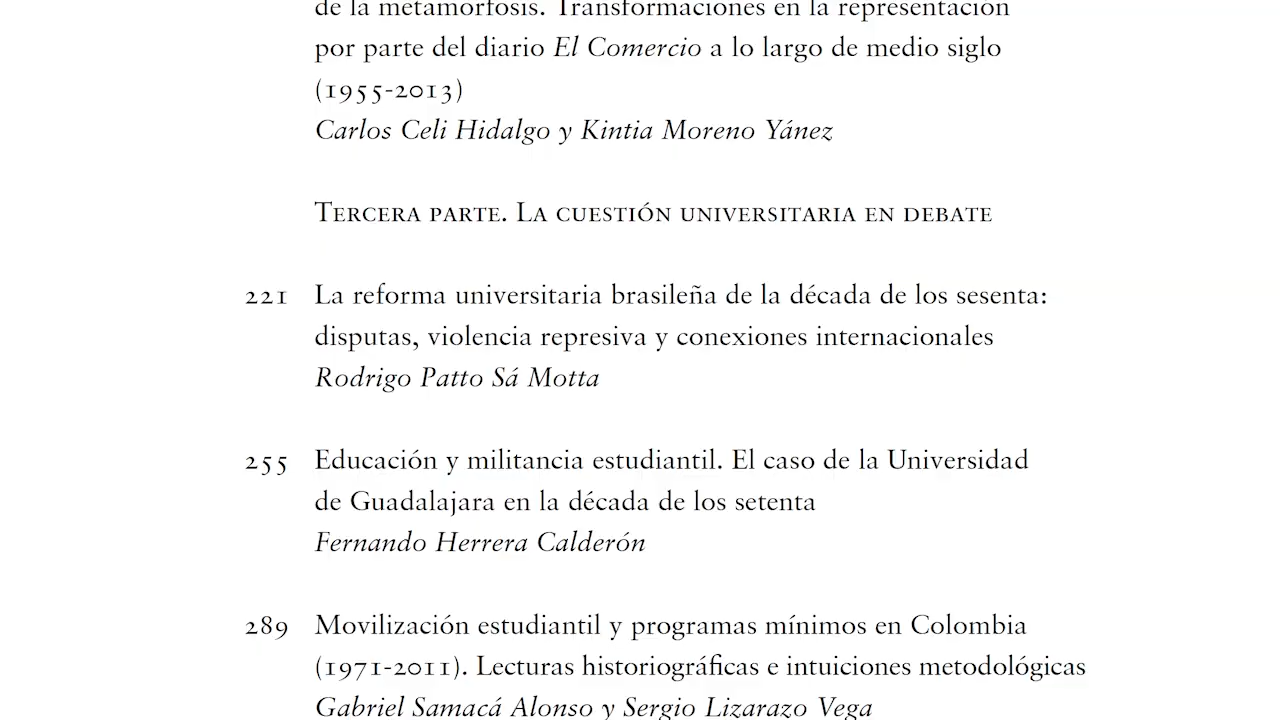 de la metamorfosis. Transformaciones en la representación
por parte del diario El Comercio a lo largo de medio siglo
(1955-2013)
Carlos Celi Hidalgo y Kintia Moreno Yánez
Tercera parte. La cuestión universitaria en debate
221 La reforma universitaria brasileña de la década de los sesenta:
disputas, violencia represiva y conexiones internacionales
Rodrigo Patto Sá Motta
255 Educación y militancia estudiantil. El caso de la Universidad
de Guadalajara en la década de los setenta
Fernando Herrera Calderón
289 Movilización estudiantil y programas mínimos en Colombia
(1971-2011). Lecturas historiográficas e intuiciones metodológicas
Gabriel Samacá Alonso y Sergio Lizarazo Vega